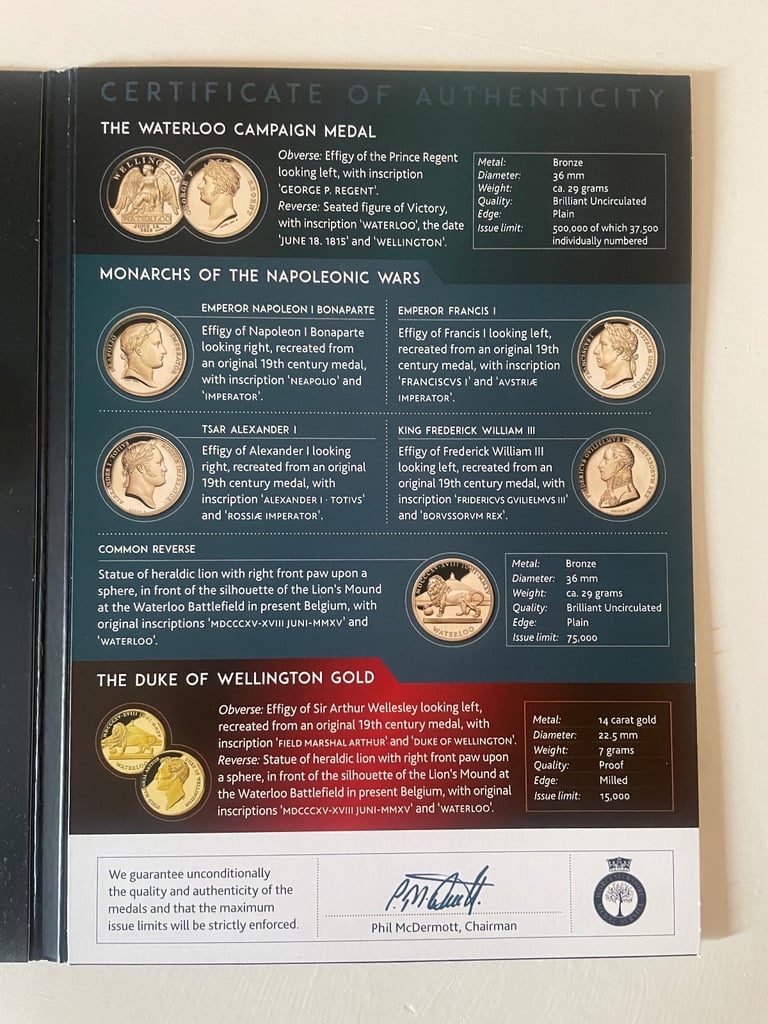 CERTIFICATE OF AUTHENTICITY
THE WATERLOO CAMPAIGN MEDAL
Obverse: Effigy of the Prince Regent
looking left, with inscription
'GEORGE P. REGENT'.
Reverse: Seated figure of Victory,
with inscription 'WATERLOO', the date
'JUNE 18. 1815' and 'WELLINGTON'.
Metal: Bronze
Diameter: 36 mm
Weight: ca. 29 grams
Quality: Brilliant Uncirculated
Edge: Plain
Issue limit: 500,000 of which 37,500
individually numbered
WELLINGTON
WATERLOO
JUNE 18.
1815
GEORGE P. REGENT
MONARCHS OF THE NAPOLEONIC WARS
EMPEROR NAPOLEON I BONAPARTE
Effigy of Napoleon I Bonaparte
looking right, recreated from
an original 19th century medal,
with inscription 'NEAPOLIO' and
'IMPERATOR'.
EMPEROR FRANCIS I
Effigy of Francis I looking left,
recreated from an original 19th
century medal, with inscription
'FRANCISCVS I' and 'AVSTRIÆ
IMPERATOR'.
TSAR ALEXANDER I
Effigy of Alexander I looking
right, recreated from an original
19th century medal, with
inscription 'ALEXANDER I · TOTIVS'
and 'ROSSIÆ IMPERATOR'.
KING FREDERICK WILLIAM III
Effigy of Frederick William III
looking left, recreated from an
original 19th century medal, with
inscription 'FRIDERICVS GVILIELMVS III'
and 'BORVSSORVM REX'.
COMMON REVERSE
Statue of heraldic lion with right front paw upon a
sphere, in front of the silhouette of the Lion's Mound
at the Waterloo Battlefield in present Belgium, with
original inscriptions 'MDCCCXV-XVIII JUNI-MMXV' and
'WATERLOO'.
WATERLOO
Metal: Bronze
Diameter: 36 mm
Weight: ca. 29 grams
Quality: Brilliant Uncirculated
Edge: Plain
Issue limit: 75,000
THE DUKE OF WELLINGTON GOLD
WATERLOO
Obverse: Effigy of Sir Arthur Wellesley looking left,
recreated from an original 19th century medal, with
inscription 'FIELD MARSHAL ARTHUR' and 'DUKE OF WELLINGTON'.
Reverse: Statue of heraldic lion with right front paw upon
a sphere, in front of the silhouette of the Lion's Mound at
the Waterloo Battlefield in present Belgium, with original
inscriptions 'MDCCCXV-XVIII JUNI-MMXV' and 'WATERLOO'.
Metal: 14 carat gold
Diameter: 22.5 mm
Weight: 7 grams
Quality: Proof
Edge: Milled
Issue limit: 15,000
We guarantee unconditionally
the quality and authenticity of the
medals and that the maximum
issue limits will be strictly enforced.
Phil McDermott, Chairman